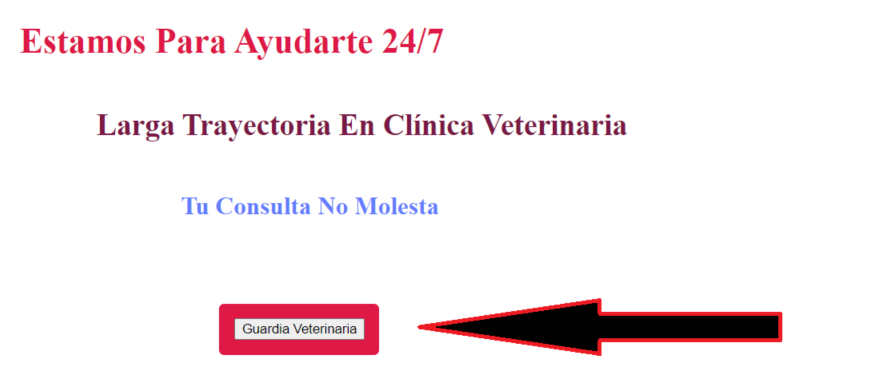 Estamos Para Ayudarte 24/7
Larga Trayectoria En Clínica Veterinaria
Tu Consulta No Molesta
Guardia Veterinaria